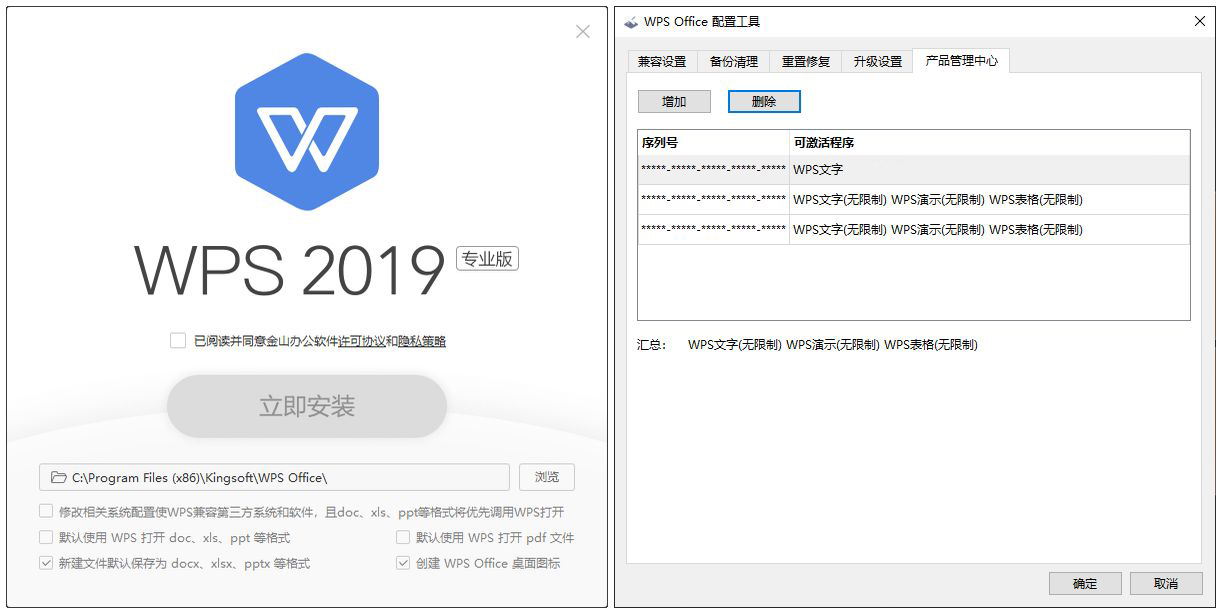 WPS 2019 专业版
已阅读并同意金山办公软件许可协议和隐私策略
立即安装
C:\Program Files (x86)\Kingsoft\WPS Office\ 浏览
修改相关系统配置使WPS兼容第三方系统和软件，且doc、xls、ppt等格式将优先调用WPS打开
默认使用 WPS 打开 doc、xls、ppt 等格式 默认使用 WPS 打开 pdf 文件
新建文件默认保存为 docx、xlsx、pptx 等格式 创建 WPS Office 桌面图标
WPS Office 配置工具
兼容设置 备份清理 重置修复 升级设置 产品管理中心
增加 删除
序列号 可激活程序
*****-*****-*****-*****-***** WPS文字
*****-*****-*****-*****-***** WPS文字(无限制) WPS演示(无限制) WPS表格(无限制)
*****-*****-*****-*****-***** WPS文字(无限制) WPS演示(无限制) WPS表格(无限制)
汇总： WPS文字(无限制) WPS演示(无限制) WPS表格(无限制)
确定 取消